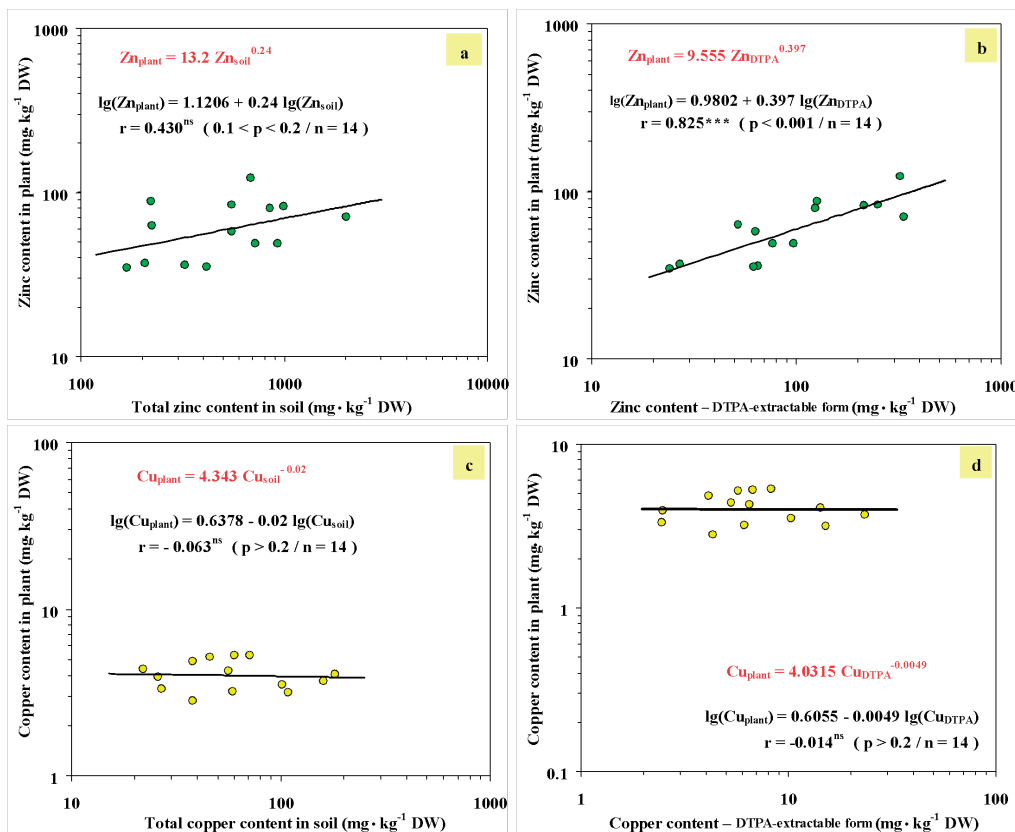 a
Zn_plant = 13.2 Zn_soil^0.24
lg(Zn_plant) = 1.1206 + 0.24 lg(Zn_soil)
r = 0.430^ns ( 0.1 < p < 0.2 / n = 14 )
Zinc content in plant (mg· kg^-1 DW)
1000
100
10
100
1000
10000
Total zinc content in soil (mg· kg^-1 DW)
b
Zn_plant = 9.555 Zn_DTPA^0.397
lg(Zn_plant) = 0.9802 + 0.397 lg(Zn_DTPA)
r = 0.825*** ( p < 0.001 / n = 14 )
Zinc content in plant (mg· kg^-1 DW)
1000
100
10
10
100
1000
Zinc content – DTPA-extractable form (mg· kg^-1 DW)
c
Cu_plant = 4.343 Cu_soil^- 0.02
lg(Cu_plant) = 0.6378 - 0.02 lg(Cu_soil)
r = - 0.063^ns ( p > 0.2 / n = 14 )
Copper content in plant (mg· kg^-1 DW)
100
10
1
10
100
1000
Total copper content in soil (mg· kg^-1 DW)
d
Cu_plant = 4.0315 Cu_DTPA^-0.0049
lg(Cu_plant) = 0.6055 - 0.0049 lg(Cu_DTPA)
r = -0.014^ns ( p > 0.2 / n = 14 )
Copper content in plant (mg· kg^-1 DW)
10
1
0.1
1
10
100
Copper content – DTPA-extractable form (mg· kg^-1 DW)